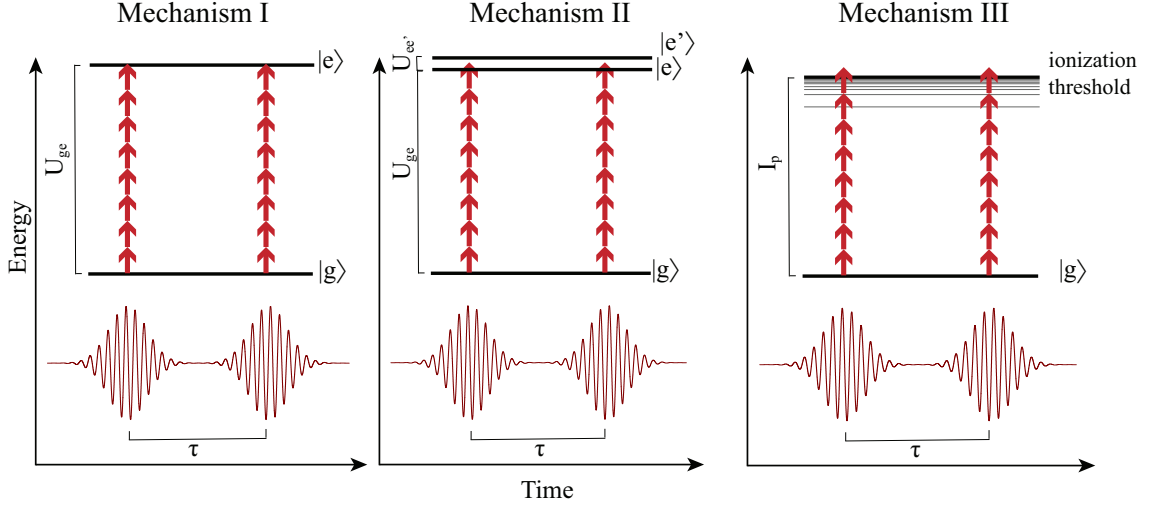 Mechanism I
Mechanism II
Mechanism III
Energy
U_ge
|e⟩
|g⟩
τ
U_ee'
U_ge
|e'⟩
|e⟩
|g⟩
τ
Time
I_p
ionization
threshold
|g⟩
τ